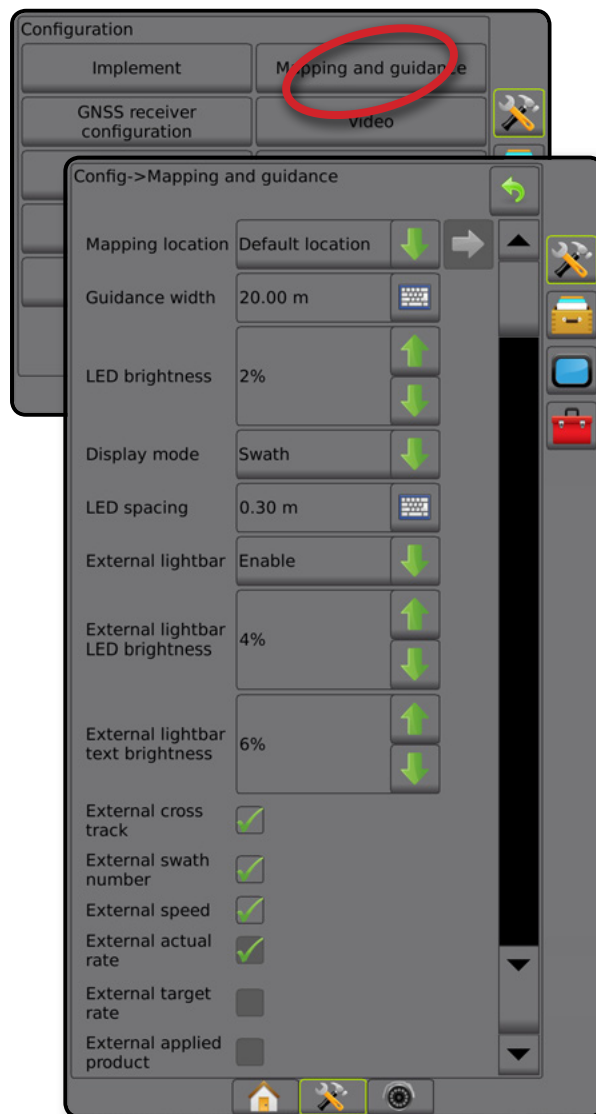 Configuration
Implement
Mapping and guidance
GNSS receiver
configuration
Video
Config->Mapping and guidance
Mapping location
Default location
Guidance width
20.00 m
LED brightness
2%
Display mode
Swath
LED spacing
0.30 m
External lightbar
Enable
External lightbar
LED brightness
4%
External lightbar
text brightness
6%
External cross
track
External swath
number
External speed
External actual
rate
External target
rate
External applied
product